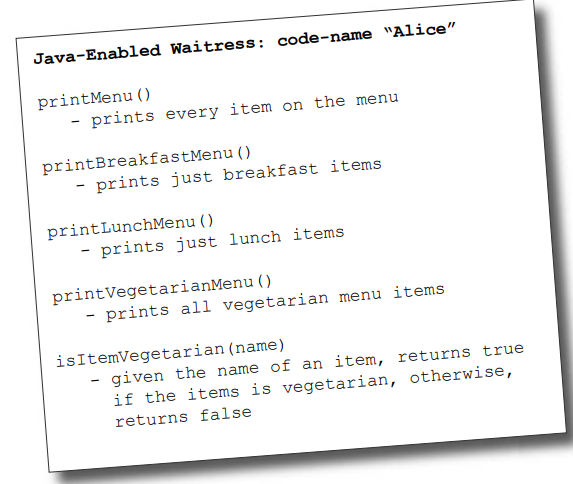 Java-Enabled Waitress: code-name “Alice”
printMenu()
- prints every item on the menu
printBreakfastMenu()
- prints just breakfast items
printLunchMenu()
- prints just lunch items
printVegetarianMenu()
- prints all vegetarian menu items
isItemVegetarian(name)
- given the name of an item, returns true
if the items is vegetarian, otherwise,
returns false